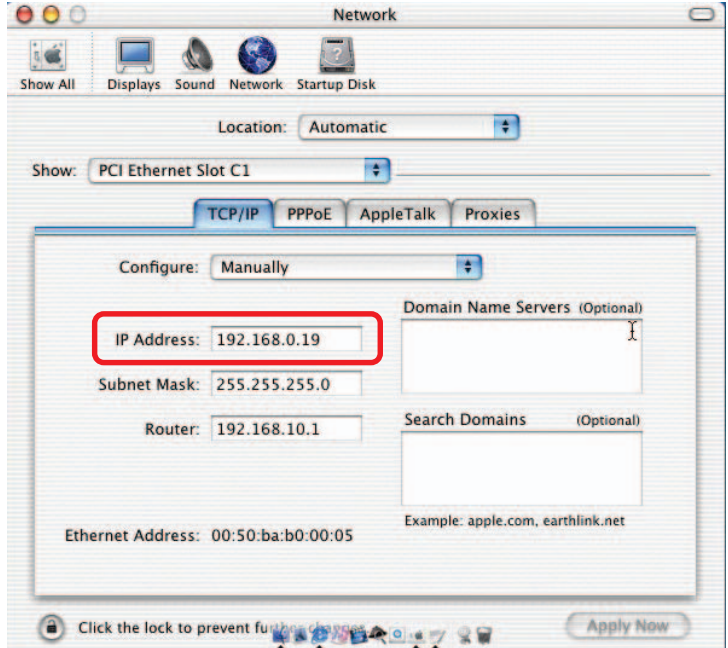 Network
Show All Displays Sound Network Startup Disk
Location: Automatic
Show: PCI Ethernet Slot C1
TCP/IP PPPoE AppleTalk Proxies
Configure: Manually
Domain Name Servers (Optional)
IP Address: 192.168.0.19
Subnet Mask: 255.255.255.0
Search Domains (Optional)
Router: 192.168.10.1
Example: apple.com, earthlink.net
Ethernet Address: 00:50:ba:b0:00:05
Click the lock to prevent further changes.
Apply Now